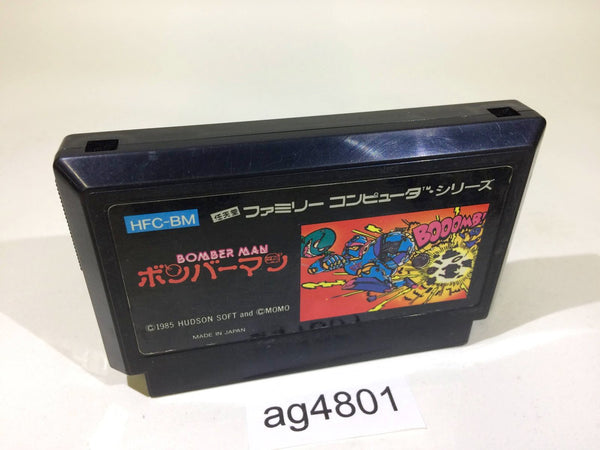 HFC-BM
任天堂 ファミリー コンピュータ™ シリーズ
BOMBER MAN
ボンバーマン
BOOOMB!
©1985 HUDSON SOFT and ©MOMO
MADE IN JAPAN
ag4801